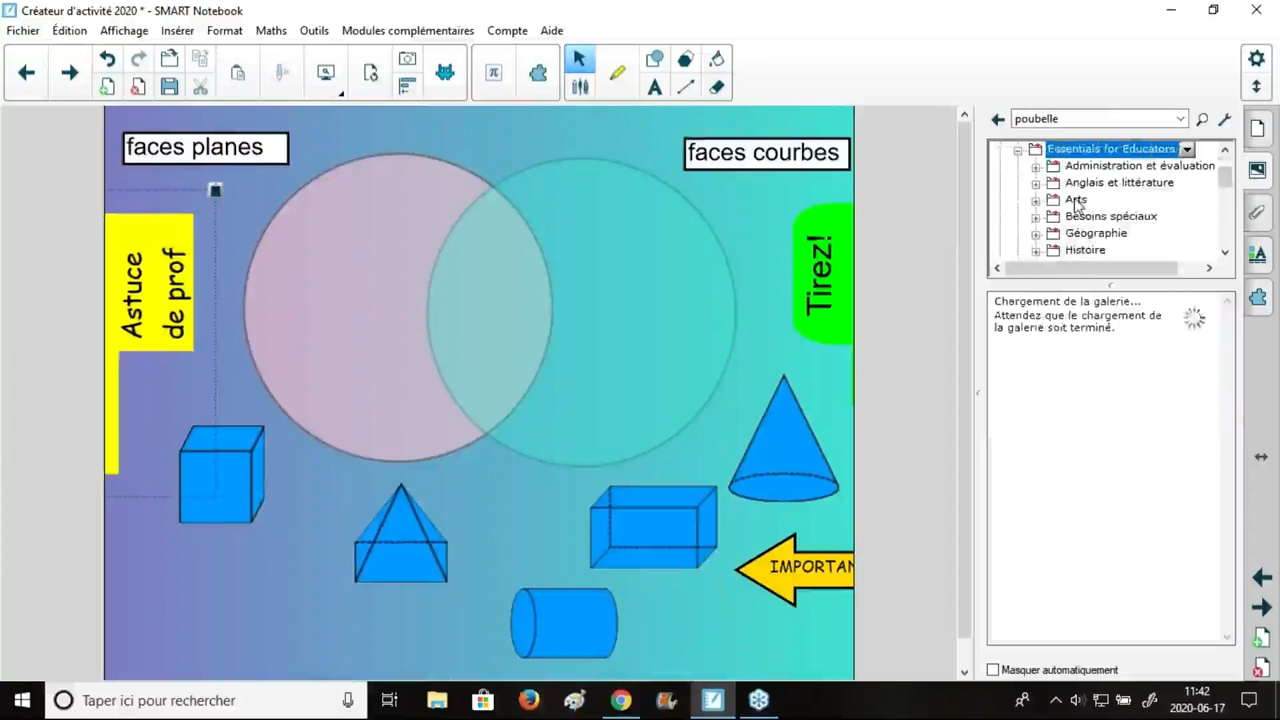 Créateur d'activité 2020 * - SMART Notebook
Fichier Édition Affichage Insérer Format Maths Outils Modules complémentaires Compte Aide
π
A
poubelle
Essentials for Educators
Administration et évaluation
Anglais et littérature
Arts
Besoins spéciaux
Géographie
Histoire
Chargement de la galerie...
Attendez que le chargement de
la galerie soit terminé.
Masquer automatiquement
faces planes
faces courbes
Astuce
de prof
Tirez!
IMPORTAN
Taper ici pour rechercher
11:42
2020-06-17